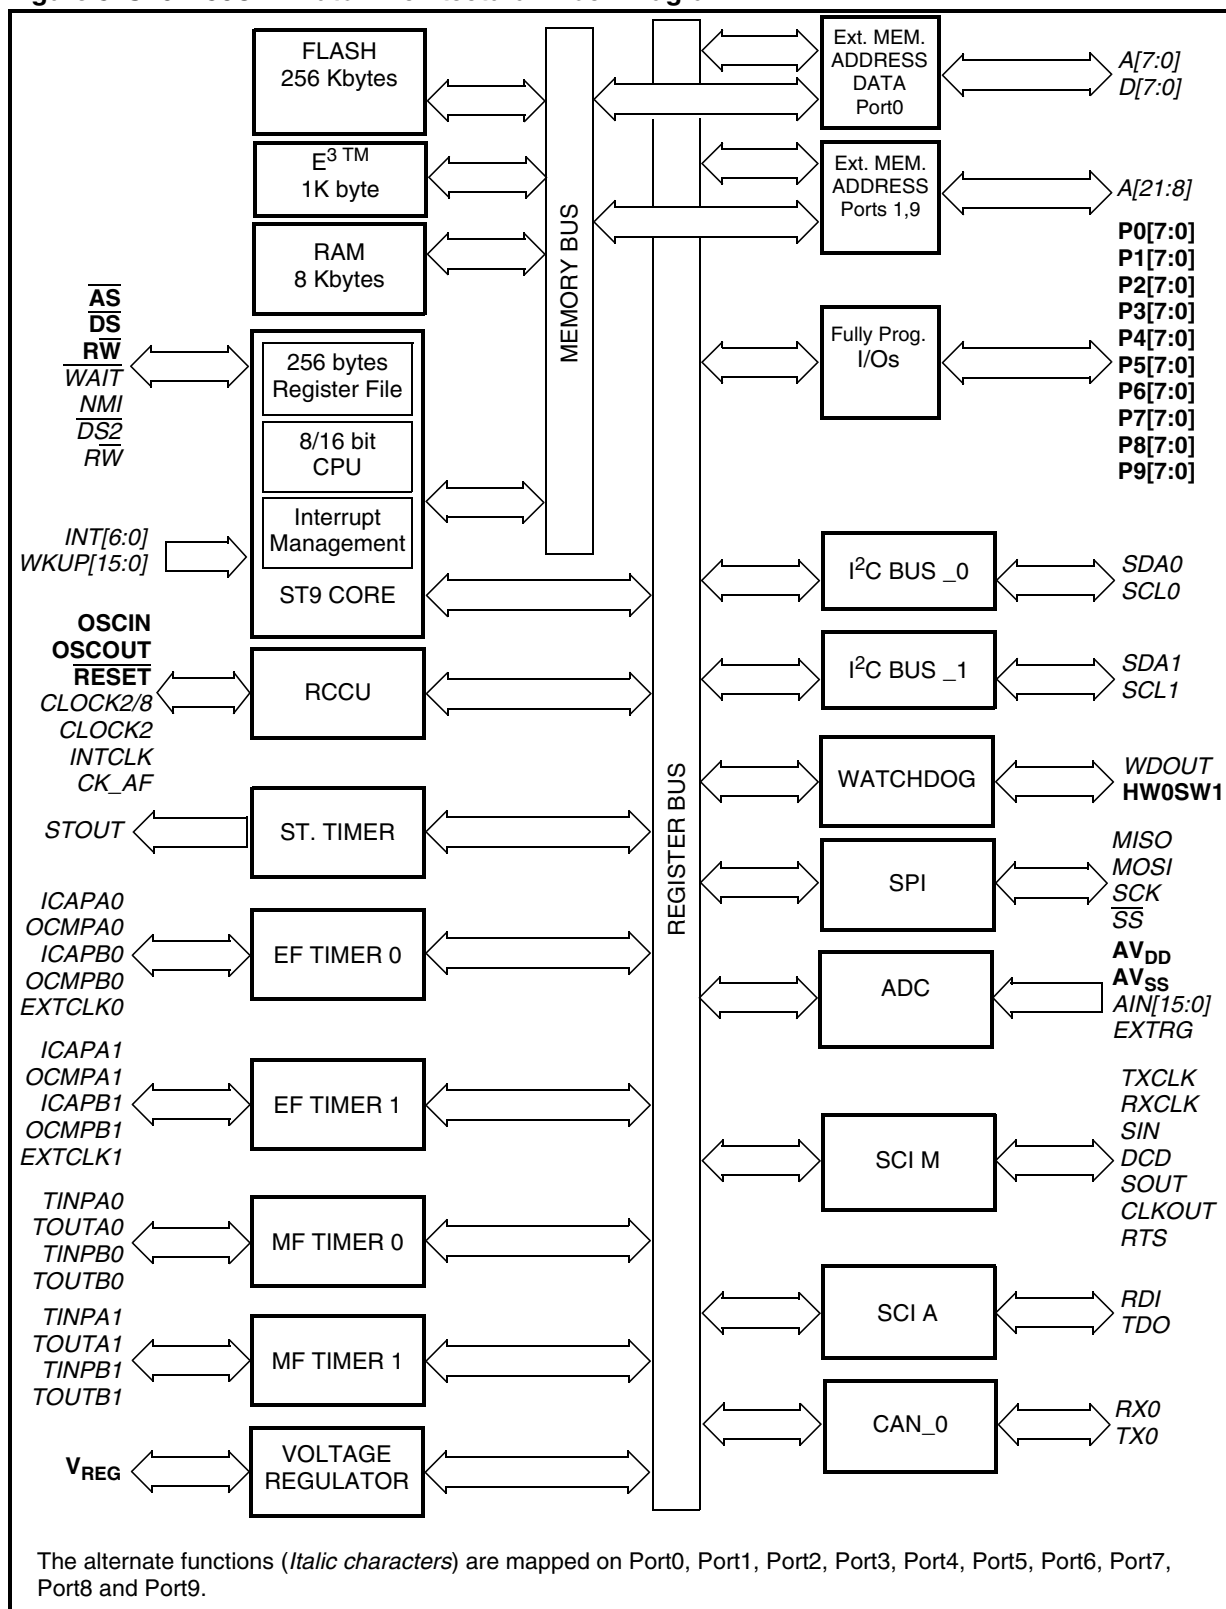 FLASH
256 Kbytes
E3 TM
1K byte
RAM
8 Kbytes
AS
DS
RW
WAIT
NMI
DS2
RW
256 bytes
Register File
8/16 bit
CPU
Interrupt
Management
ST9 CORE
INT[6:0]
WKUP[15:0]
OSCIN
OSCOUT
RESET
CLOCK2/8
CLOCK2
INTCLK
CK_AF
RCCU
STOUT
ST. TIMER
ICAPA0
OCMPA0
ICAPB0
OCMPB0
EXTCLK0
EF TIMER 0
ICAPA1
OCMPA1
ICAPB1
OCMPB1
EXTCLK1
EF TIMER 1
TINPA0
TOUTA0
TINPB0
TOUTB0
MF TIMER 0
TINPA1
TOUTA1
TINPB1
TOUTB1
MF TIMER 1
VREG
VOLTAGE
REGULATOR
MEMORY BUS
REGISTER BUS
Ext. MEM.
ADDRESS
DATA
Port0
A[7:0]
D[7:0]
Ext. MEM.
ADDRESS
Ports 1,9
A[21:8]
Fully Prog.
I/Os
P0[7:0]
P1[7:0]
P2[7:0]
P3[7:0]
P4[7:0]
P5[7:0]
P6[7:0]
P7[7:0]
P8[7:0]
P9[7:0]
I2C BUS _0
SDA0
SCL0
I2C BUS _1
SDA1
SCL1
WATCHDOG
WDOUT
HW0SW1
SPI
MISO
MOSI
SCK
SS
ADC
AVDD
AVSS
AIN[15:0]
EXTRG
SCI M
TXCLK
RXCLK
SIN
DCD
SOUT
CLKOUT
RTS
SCI A
RDI
TDO
CAN_0
RX0
TX0
The alternate functions (Italic characters) are mapped on Port0, Port1, Port2, Port3, Port4, Port5, Port6, Port7,
Port8 and Port9.